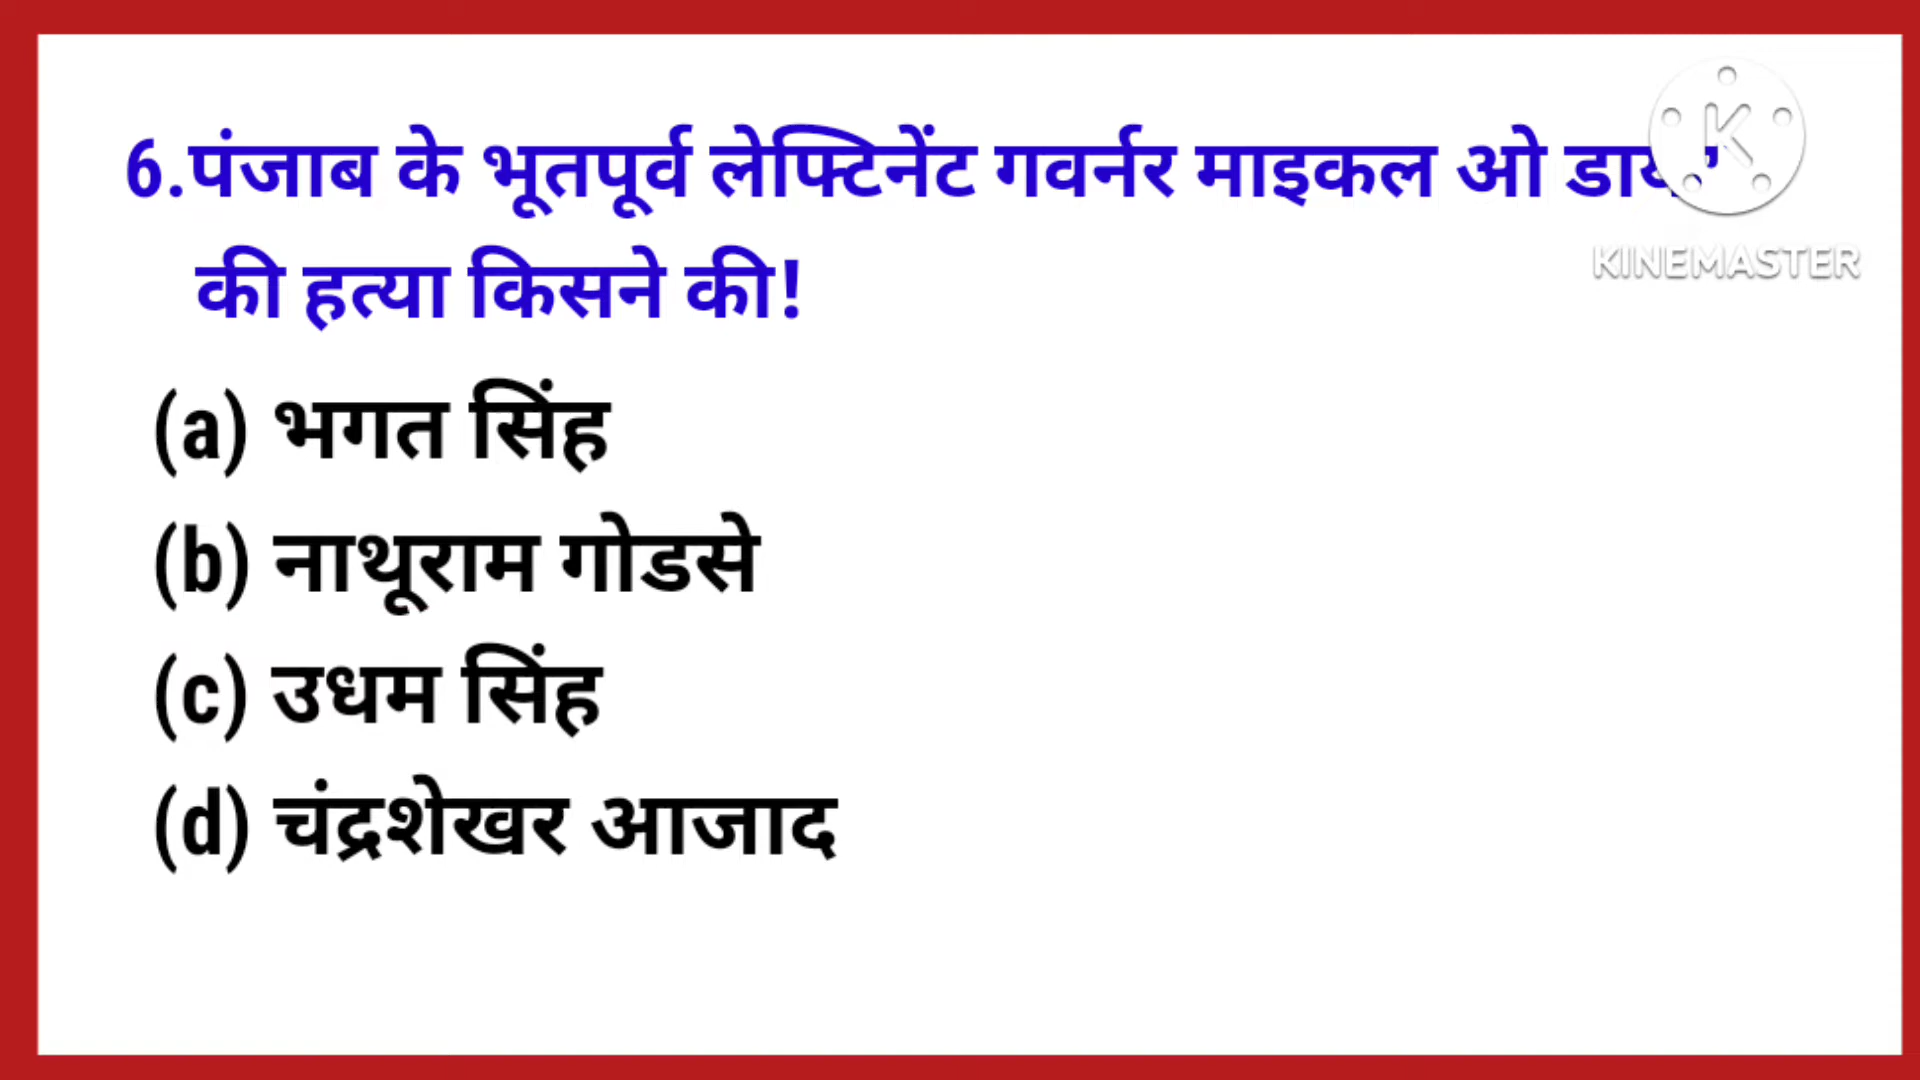 6.पंजाब के भूतपूर्व लेफ्टिनेंट गवर्नर माइकल ओ
की हत्या किसने की!
(a) भगत सिंह
(b) नाथूराम गोडसे
(c) उधम सिंह
(d) चंद्रशेखर आजाद
K
KINEMASTER